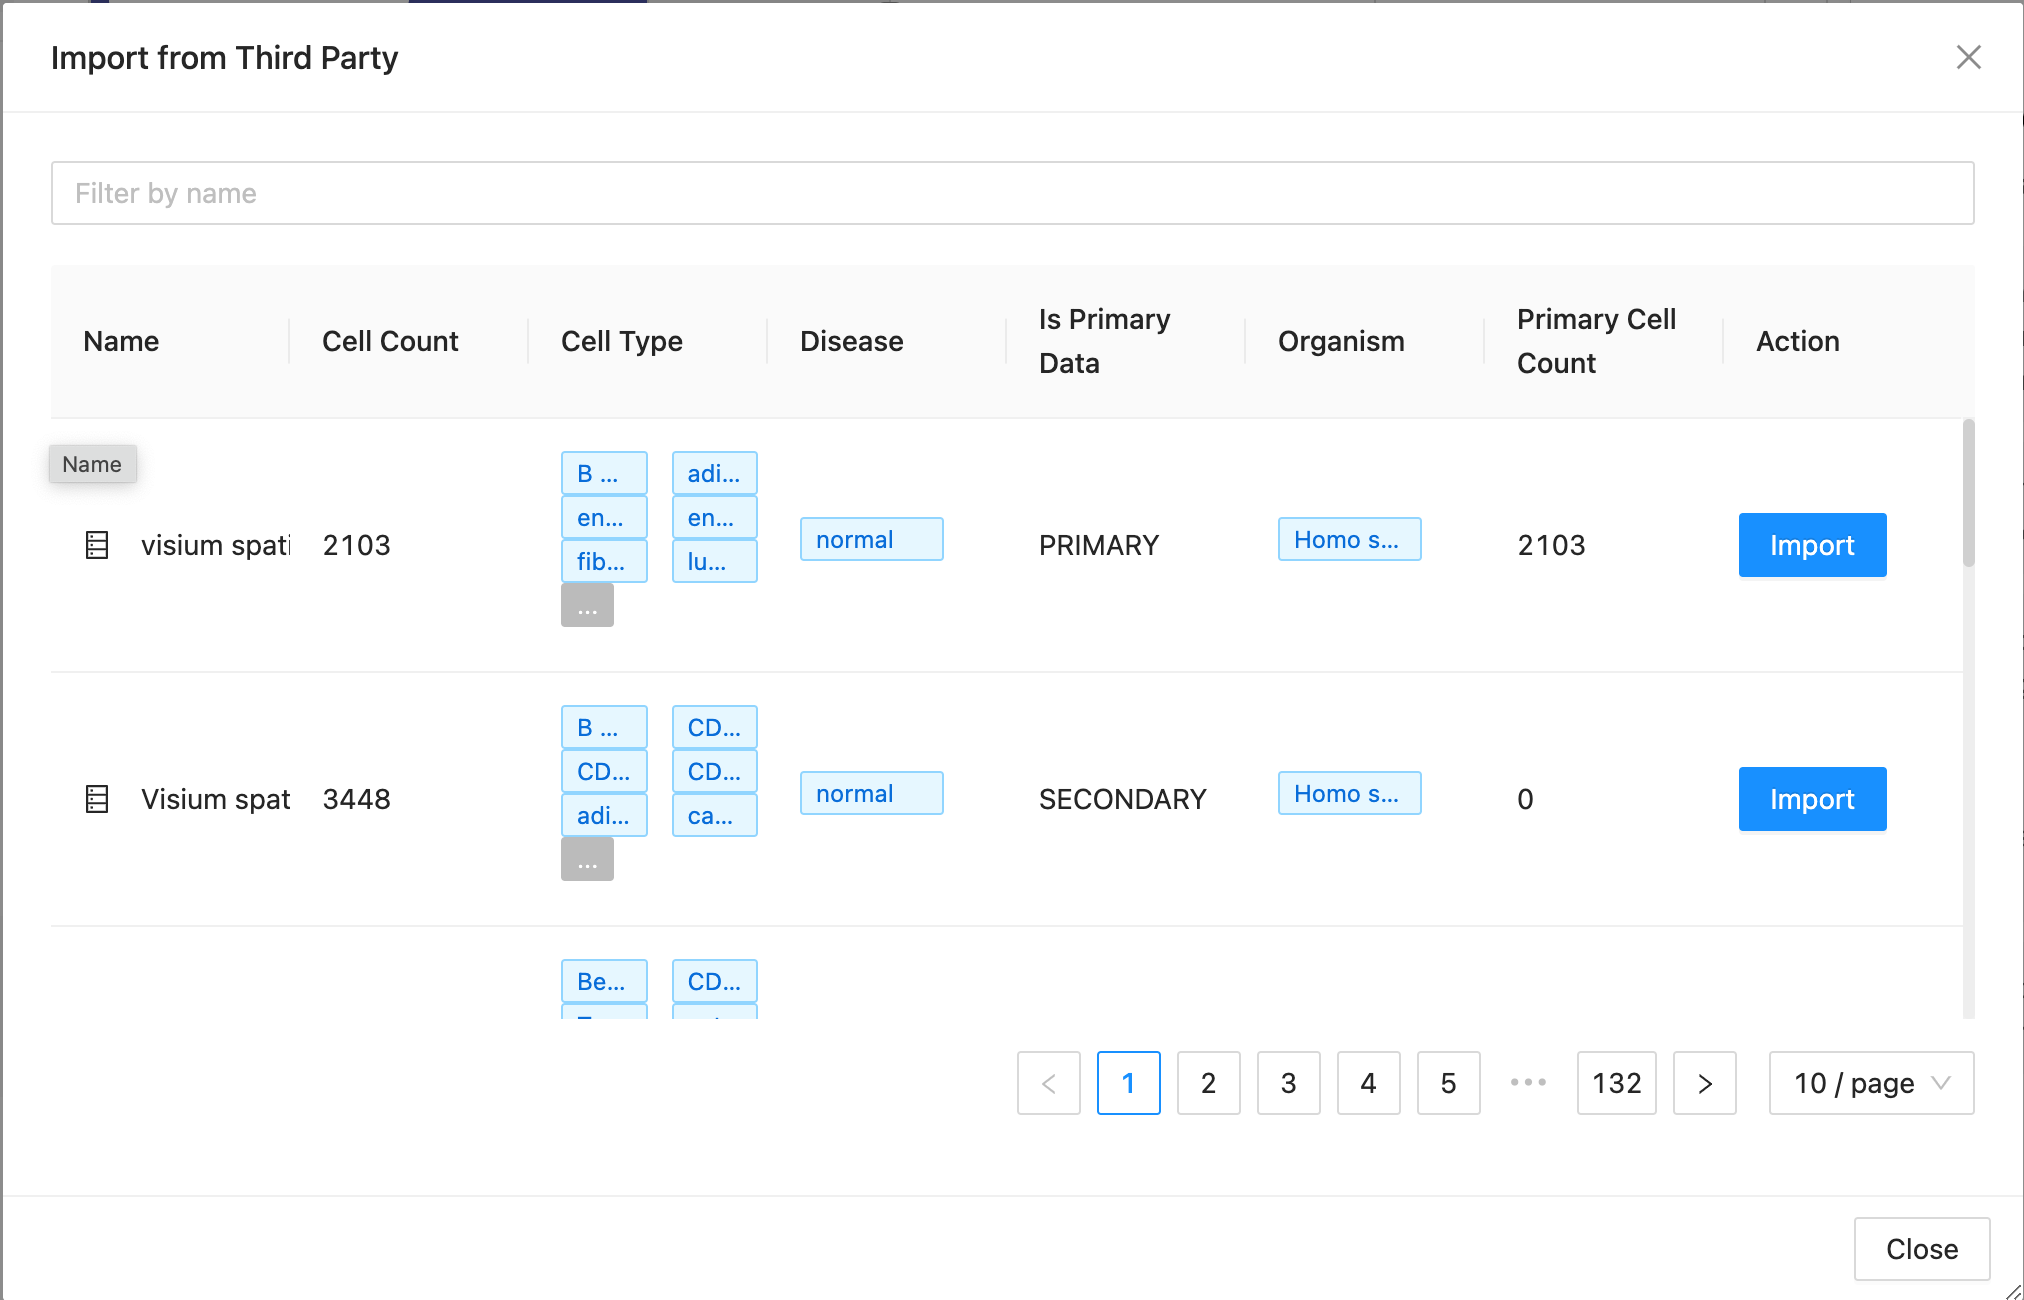 Import from Third Party
Filter by name
Name
Cell Count
Cell Type
Disease
Is Primary
Data
Organism
Primary Cell
Count
Action
Name
visium spati
2103
B ...
adi...
en...
en...
fib...
lu...
...
normal
PRIMARY
Homo s...
2103
Import
Visium spat
3448
B ...
CD...
CD...
CD...
adi...
ca...
...
normal
SECONDARY
Homo s...
0
Import
Be...
CD...
< 1 2 3 4 5 ••• 132 > 10 / page
Close